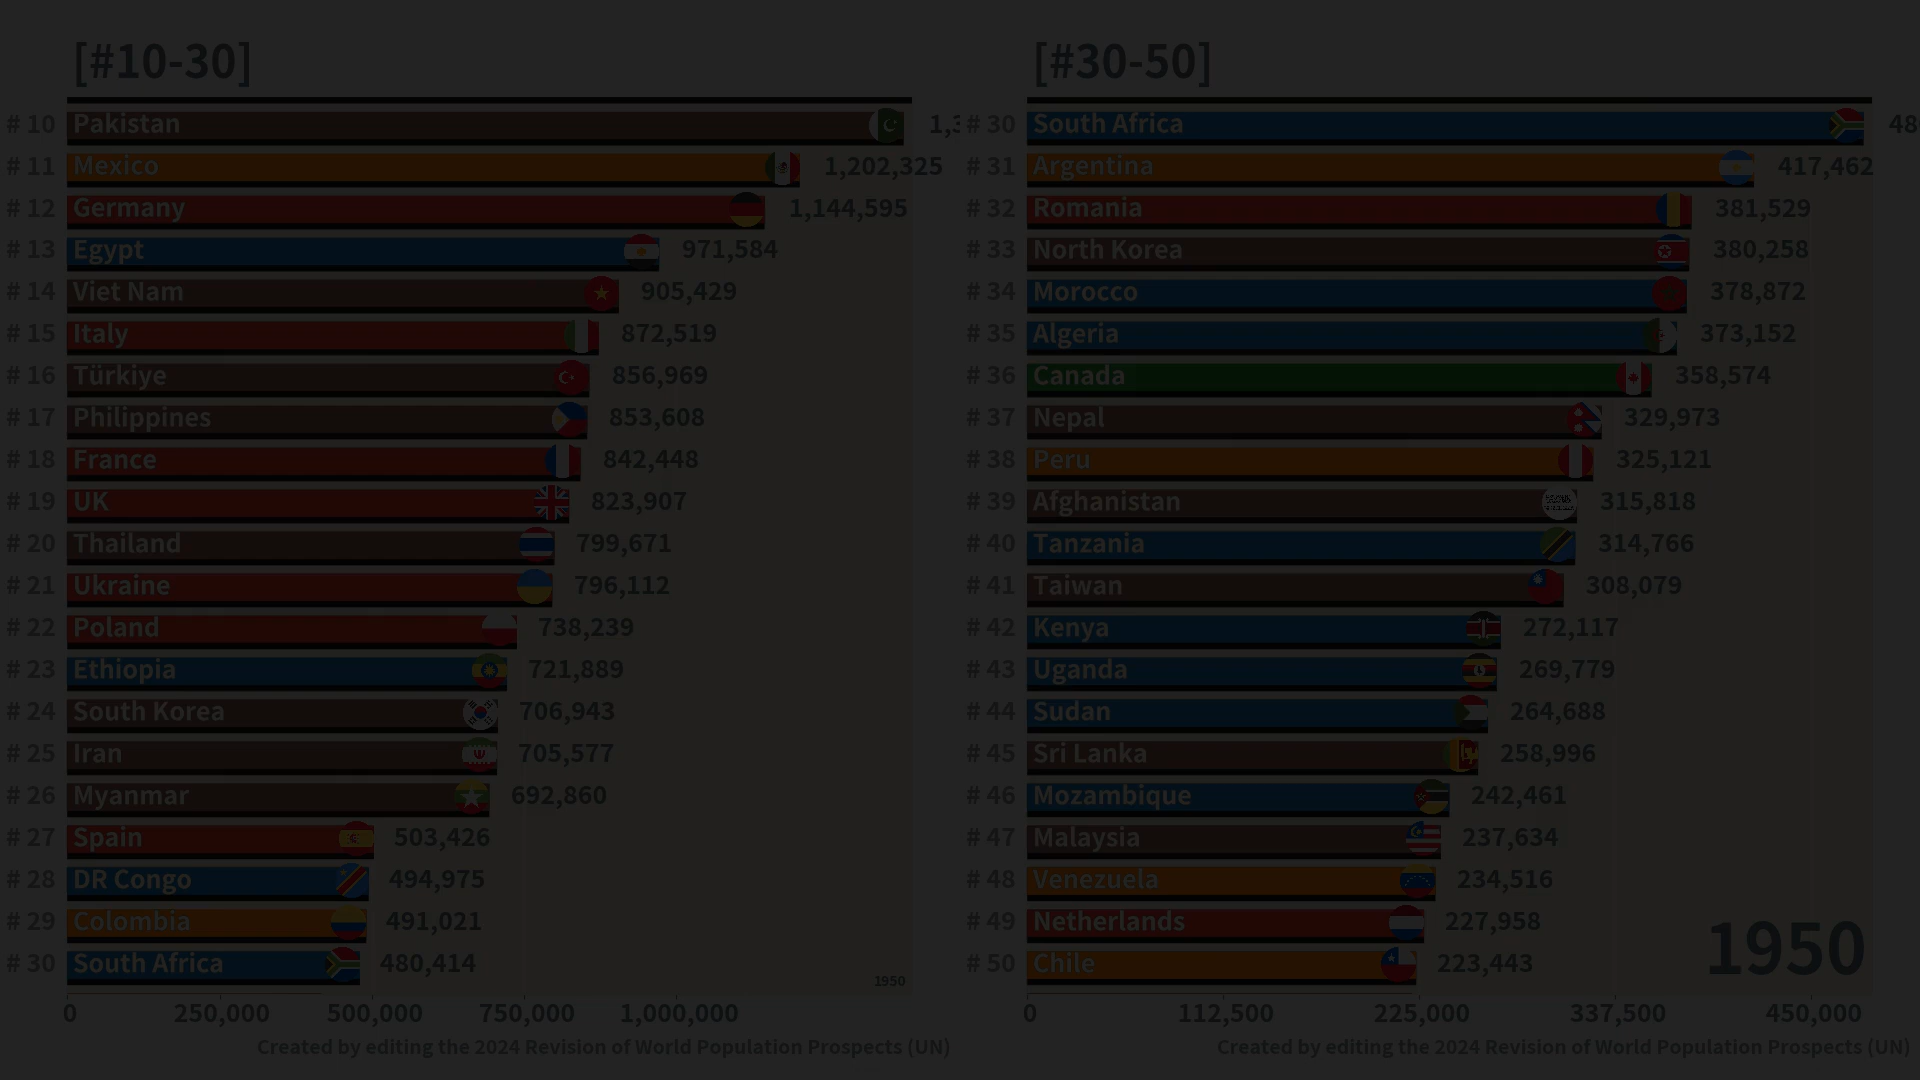 [#10-30]
# 10 Pakistan 1,3
# 11 Mexico 1,202,325
# 12 Germany 1,144,595
# 13 Egypt 971,584
# 14 Viet Nam 905,429
# 15 Italy 872,519
# 16 Türkiye 856,969
# 17 Philippines 853,608
# 18 France 842,448
# 19 UK 823,907
# 20 Thailand 799,671
# 21 Ukraine 796,112
# 22 Poland 738,239
# 23 Ethiopia 721,889
# 24 South Korea 706,943
# 25 Iran 705,577
# 26 Myanmar 692,860
# 27 Spain 503,426
# 28 DR Congo 494,975
# 29 Colombia 491,021
# 30 South Africa 480,414
1950
0 250,000 500,000 750,000 1,000,000
Created by editing the 2024 Revision of World Population Prospects (UN)
[#30-50]
# 30 South Africa 48
# 31 Argentina 417,462
# 32 Romania 381,529
# 33 North Korea 380,258
# 34 Morocco 378,872
# 35 Algeria 373,152
# 36 Canada 358,574
# 37 Nepal 329,973
# 38 Peru 325,121
# 39 Afghanistan 315,818
# 40 Tanzania 314,766
# 41 Taiwan 308,079
# 42 Kenya 272,117
# 43 Uganda 269,779
# 44 Sudan 264,688
# 45 Sri Lanka 258,996
# 46 Mozambique 242,461
# 47 Malaysia 237,634
# 48 Venezuela 234,516
# 49 Netherlands 227,958
# 50 Chile 223,443
1950
0 112,500 225,000 337,500 450,000
Created by editing the 2024 Revision of World Population Prospects (UN)